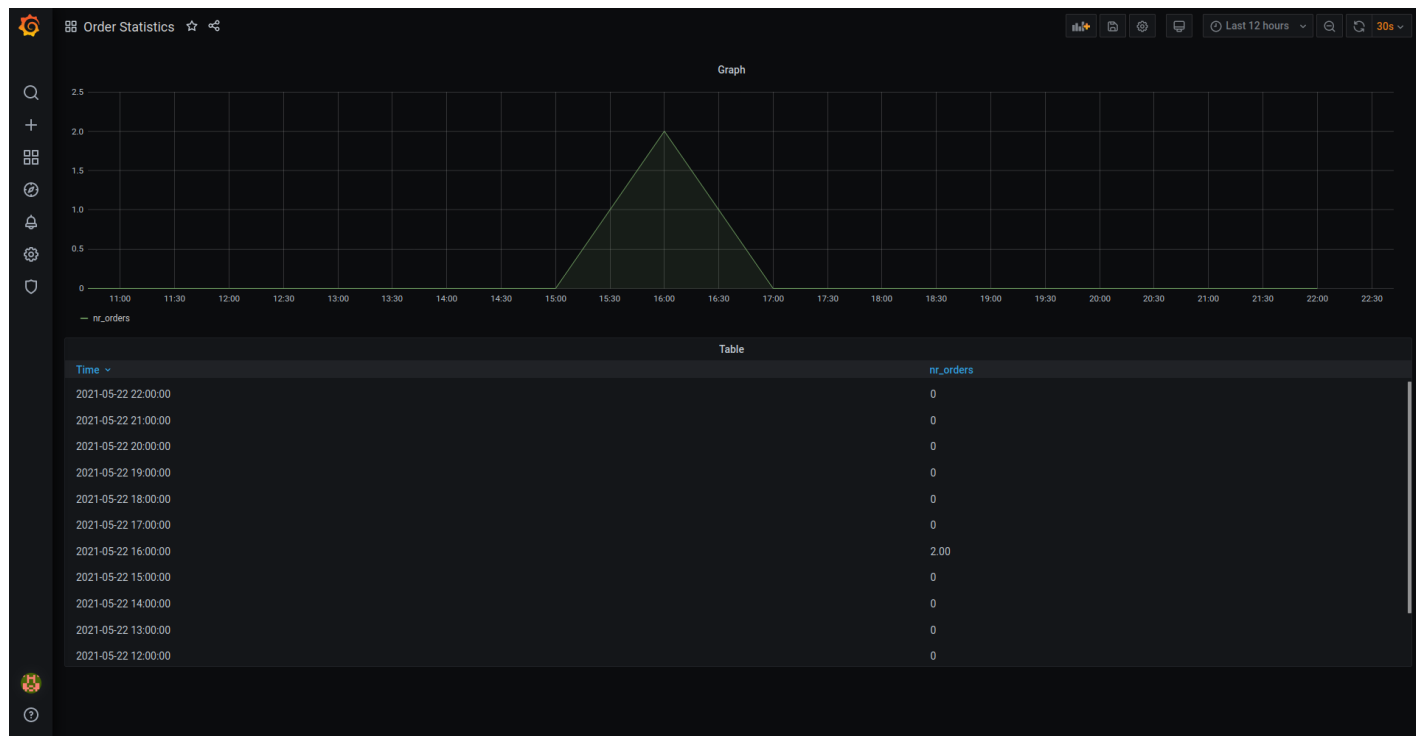 Order Statistics
Last 12 hours
30s
Graph
2.5
2.0
1.5
1.0
0.5
0
11:00 11:30 12:00 12:30 13:00 13:30 14:00 14:30 15:00 15:30 16:00 16:30 17:00 17:30 18:00 18:30 19:00 19:30 20:00 20:30 21:00 21:30 22:00 22:30
nr_orders
Table
Time nr_orders
2021-05-22 22:00:00 0
2021-05-22 21:00:00 0
2021-05-22 20:00:00 0
2021-05-22 19:00:00 0
2021-05-22 18:00:00 0
2021-05-22 17:00:00 0
2021-05-22 16:00:00 2.00
2021-05-22 15:00:00 0
2021-05-22 14:00:00 0
2021-05-22 13:00:00 0
2021-05-22 12:00:00 0